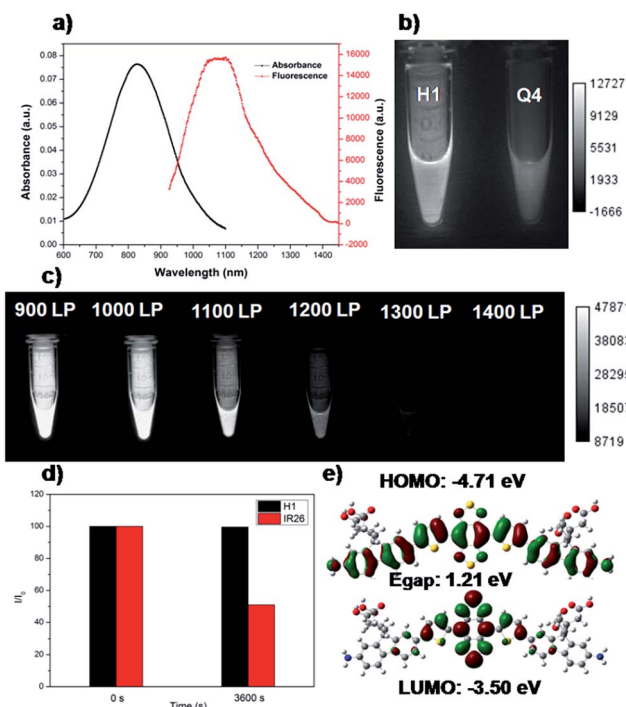 a)
0.08
0.07
0.06
0.05
0.04
0.03
0.02
0.01
0.00
Absorbance (a.u.)
600 700 800 900 1000 1100 1200 1300 1400
Wavelength (nm)
Absorbance
Fluorescence
16000
14000
12000
10000
8000
6000
4000
2000
0
-2000
Fluorescence (a.u.)
b)
H1 Q4
12727
9129
5531
1933
-1666
c)
900 LP 1000 LP 1100 LP 1200 LP 1300 LP 1400 LP
47871
38083
28295
18507
8719
d)
120
100
80
60
40
20
0
I/I0
H1
IR26
0 s 3600 s
Time (s)
e)
HOMO: -4.71 eV
Egap: 1.21 eV
LUMO: -3.50 eV